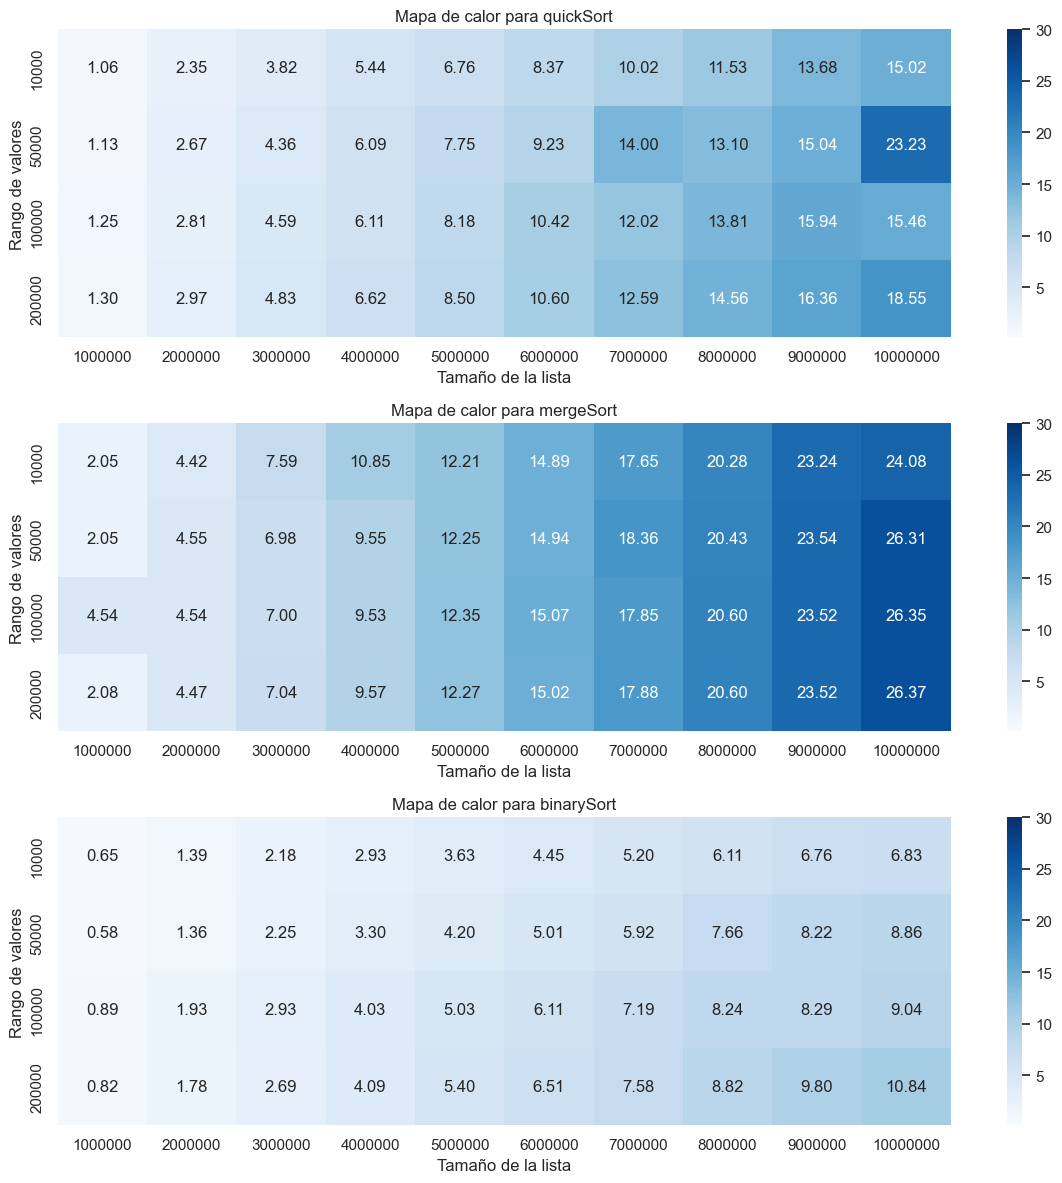 Mapa de calor para quickSort
Rango de valores
10000 1.06 2.35 3.82 5.44 6.76 8.37 10.02 11.53 13.68 15.02
50000 1.13 2.67 4.36 6.09 7.75 9.23 14.00 13.10 15.04 23.23
100000 1.25 2.81 4.59 6.11 8.18 10.42 12.02 13.81 15.94 15.46
200000 1.30 2.97 4.83 6.62 8.50 10.60 12.59 14.56 16.36 18.55
1000000 2000000 3000000 4000000 5000000 6000000 7000000 8000000 9000000 10000000
Tamaño de la lista
30
25
20
15
10
5
Mapa de calor para mergeSort
Rango de valores
10000 2.05 4.42 7.59 10.85 12.21 14.89 17.65 20.28 23.24 24.08
50000 2.05 4.55 6.98 9.55 12.25 14.94 18.36 20.43 23.54 26.31
100000 4.54 4.54 7.00 9.53 12.35 15.07 17.85 20.60 23.52 26.35
200000 2.08 4.47 7.04 9.57 12.27 15.02 17.88 20.60 23.52 26.37
1000000 2000000 3000000 4000000 5000000 6000000 7000000 8000000 9000000 10000000
Tamaño de la lista
30
25
20
15
10
5
Mapa de calor para binarySort
Rango de valores
10000 0.65 1.39 2.18 2.93 3.63 4.45 5.20 6.11 6.76 6.83
50000 0.58 1.36 2.25 3.30 4.20 5.01 5.92 7.66 8.22 8.86
100000 0.89 1.93 2.93 4.03 5.03 6.11 7.19 8.24 8.29 9.04
200000 0.82 1.78 2.69 4.09 5.40 6.51 7.58 8.82 9.80 10.84
1000000 2000000 3000000 4000000 5000000 6000000 7000000 8000000 9000000 10000000
Tamaño de la lista
30
25
20
15
10
5